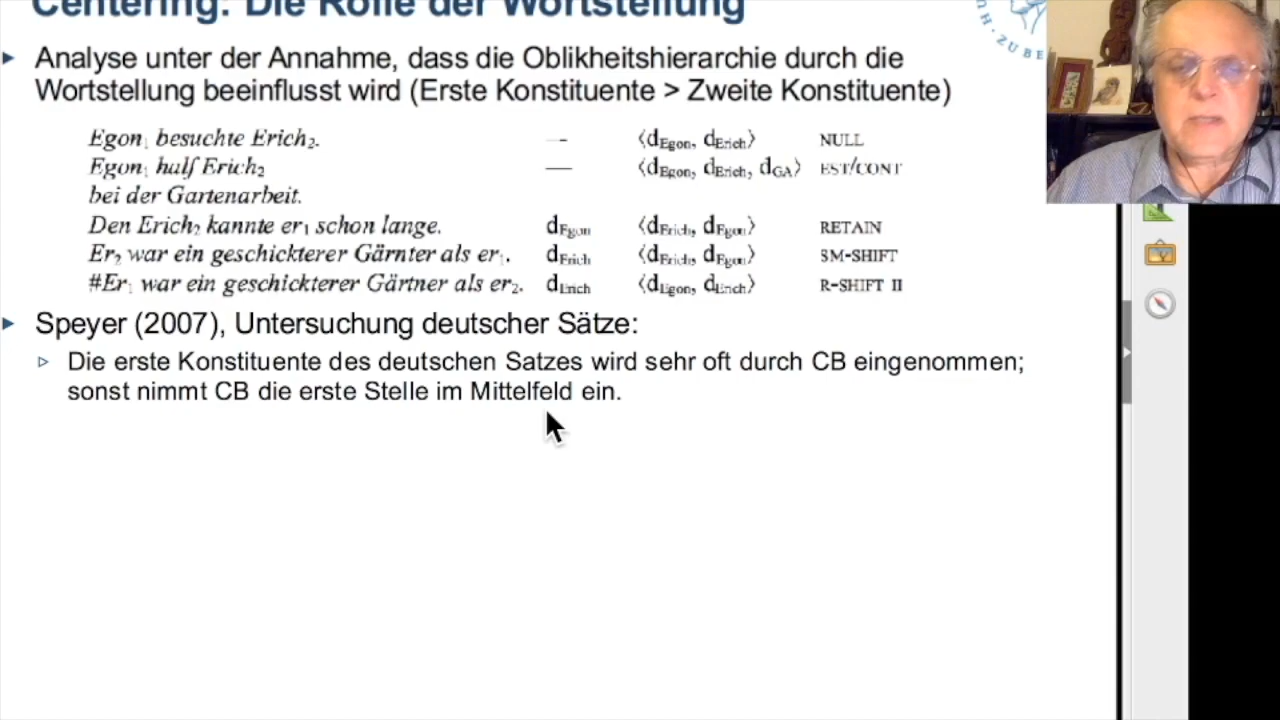 Centering: Die Rolle der Wortstellung
H · ZU BE
▸ Analyse unter der Annahme, dass die Oblikheitshierarchie durch die
Wortstellung beeinflusst wird (Erste Konstituente > Zweite Konstituente)
Egon₁ besuchte Erich₂. — ⟨dEgon, dErich⟩ NULL
Egon₁ half Erich₂ — ⟨dEgon, dErich, dGA⟩ EST/CONT
bei der Gartenarbeit.
Den Erich₂ kannte er₁ schon lange. dEgon ⟨dErich, dEgon⟩ RETAIN
Er₂ war ein geschickterer Gärnter als er₁. dErich ⟨dErich, dEgon⟩ SM-SHIFT
#Er₁ war ein geschickterer Gärtner als er₂. dErich ⟨dEgon, dErich⟩ R-SHIFT II
▸ Speyer (2007), Untersuchung deutscher Sätze:
▹ Die erste Konstituente des deutschen Satzes wird sehr oft durch CB eingenommen;
sonst nimmt CB die erste Stelle im Mittelfeld ein.